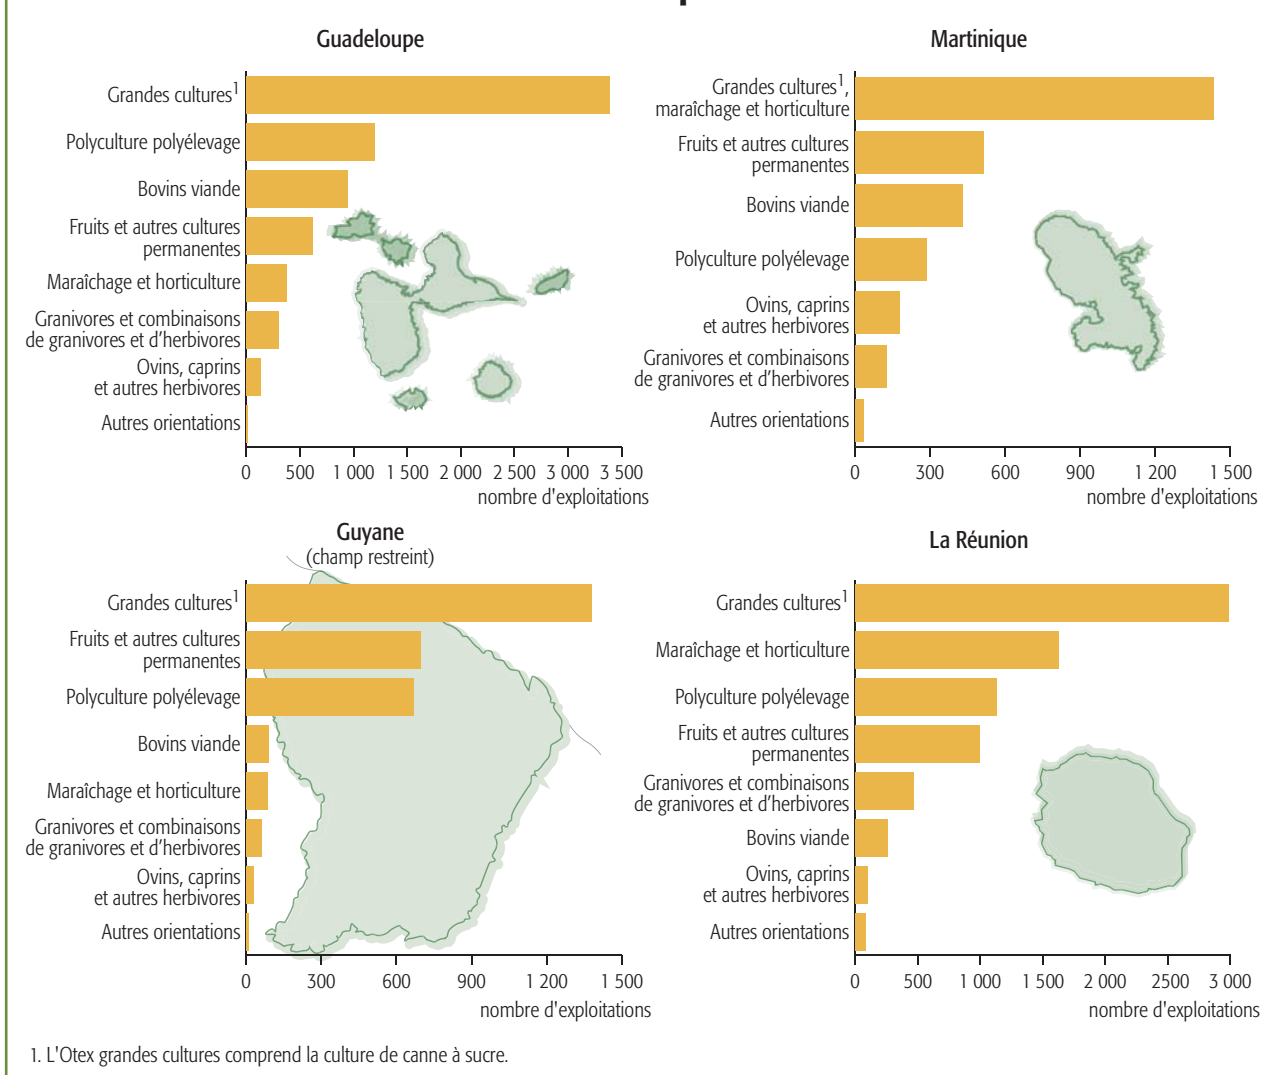 Guadeloupe
Grandes cultures1
Polyculture polyélevage
Bovins viande
Fruits et autres cultures
permanentes
Maraîchage et horticulture
Granivores et combinaisons
de granivores et d'herbivores
Ovins, caprins
et autres herbivores
Autres orientations
0 500 1 000 1 500 2 000 2 500 3 000 3 500
nombre d'exploitations
Martinique
Grandes cultures1,
maraîchage et horticulture
Fruits et autres cultures
permanentes
Bovins viande
Polyculture polyélevage
Ovins, caprins
et autres herbivores
Granivores et combinaisons
de granivores et d'herbivores
Autres orientations
0 300 600 900 1 200 1 500
nombre d'exploitations
Guyane
(champ restreint)
Grandes cultures1
Fruits et autres cultures
permanentes
Polyculture polyélevage
Bovins viande
Maraîchage et horticulture
Granivores et combinaisons
de granivores et d'herbivores
Ovins, caprins
et autres herbivores
Autres orientations
0 300 600 900 1 200 1 500
nombre d'exploitations
La Réunion
Grandes cultures1
Maraîchage et horticulture
Polyculture polyélevage
Fruits et autres cultures
permanentes
Granivores et combinaisons
de granivores et d'herbivores
Bovins viande
Ovins, caprins
et autres herbivores
Autres orientations
0 500 1 000 1 500 2 000 2500 3 000
nombre d'exploitations
1. L'Otex grandes cultures comprend la culture de canne à sucre.